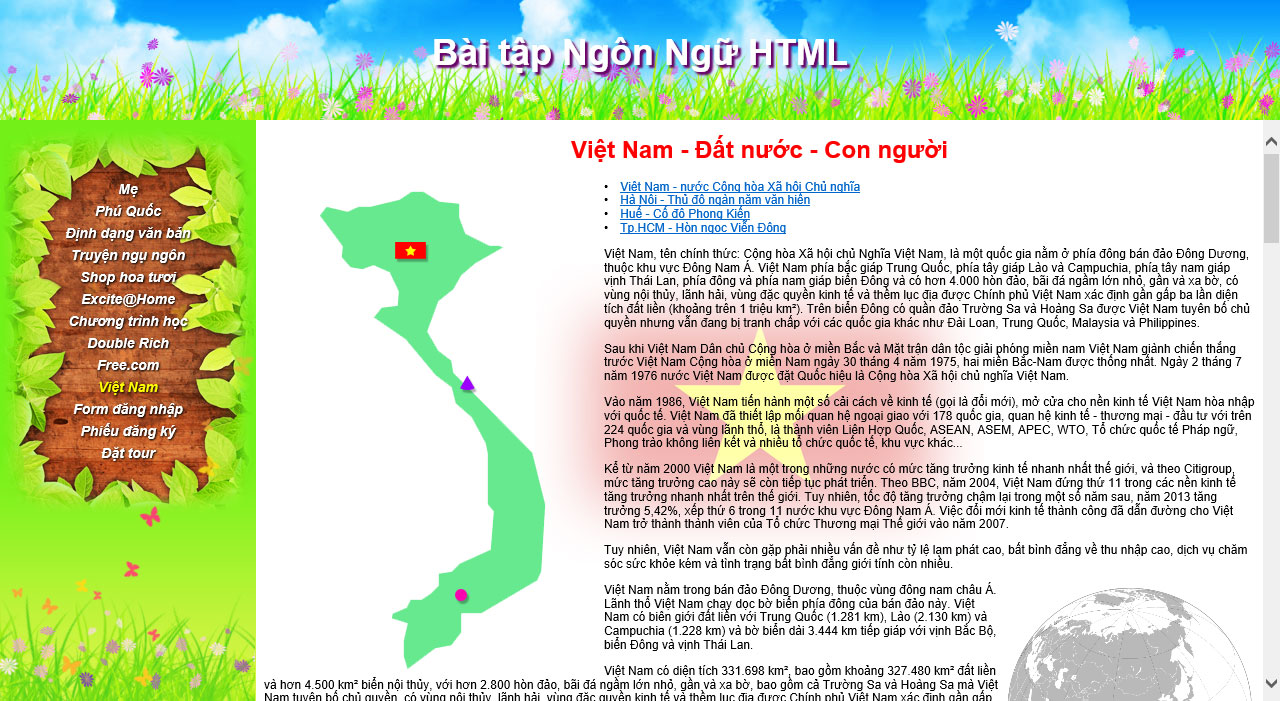 Bài tập Ngôn Ngữ HTML
Mẹ
Phú Quốc
Định dạng văn bản
Truyện ngụ ngôn
Shop hoa tươi
Excite@Home
Chương trình học
Double Rich
Free.com
Việt Nam
Form đăng nhập
Phiếu đăng ký
Đặt tour
Việt Nam - Đất nước - Con người
• Việt Nam - nước Cộng hòa Xã hội Chủ nghĩa
• Hà Nội - Thủ đô ngàn năm văn hiến
• Huế - Cố đô Phong Kiến
• Tp.HCM - Hòn ngọc Viễn Đông
Việt Nam, tên chính thức: Cộng hòa Xã hội chủ Nghĩa Việt Nam, là một quốc gia nằm ở phía đông bán đảo Đông Dương,
thuộc khu vực Đông Nam Á. Việt Nam phía bắc giáp Trung Quốc, phía tây giáp Lào và Campuchia, phía tây nam giáp
vịnh Thái Lan, phía đông và phía nam giáp biển Đông và có hơn 4.000 hòn đảo, bãi đá ngầm lớn nhỏ, gần và xa bờ, có
vùng nội thủy, lãnh hải, vùng đặc quyền kinh tế và thềm lục địa được Chính phủ Việt Nam xác định gần gấp ba lần diện
tích đất liền (khoảng trên 1 triệu km²). Trên biển Đông có quần đảo Trường Sa và Hoàng Sa được Việt Nam tuyên bố chủ
quyền nhưng vẫn đang bị tranh chấp với các quốc gia khác như Đài Loan, Trung Quốc, Malaysia và Philippines.
Sau khi Việt Nam Dân chủ Cộng hòa ở miền Bắc và Mặt trận dân tộc giải phóng miền nam Việt Nam giành chiến thắng
trước Việt Nam Cộng hòa ở miền Nam ngày 30 tháng 4 năm 1975, hai miền Bắc-Nam được thống nhất. Ngày 2 tháng 7
năm 1976 nước Việt Nam được đặt Quốc hiệu là Cộng hòa Xã hội chủ nghĩa Việt Nam.
Vào năm 1986, Việt Nam tiến hành một số cải cách về kinh tế (gọi là đổi mới), mở cửa cho nền kinh tế Việt Nam hòa nhập
với quốc tế. Việt Nam đã thiết lập mối quan hệ ngoại giao với 178 quốc gia, quan hệ kinh tế - thương mại - đầu tư với trên
224 quốc gia và vùng lãnh thổ, là thành viên Liên Hợp Quốc, ASEAN, ASEM, APEC, WTO, Tổ chức quốc tế Pháp ngữ,
Phong trào không liên kết và nhiều tổ chức quốc tế, khu vực khác...
Kể từ năm 2000 Việt Nam là một trong những nước có mức tăng trưởng kinh tế nhanh nhất thế giới, và theo Citigroup,
mức tăng trưởng cao này sẽ còn tiếp tục phát triển. Theo BBC, năm 2004, Việt Nam đứng thứ 11 trong các nền kinh tế
tăng trưởng nhanh nhất trên thế giới. Tuy nhiên, tốc độ tăng trưởng chậm lại trong một số năm sau, năm 2013 tăng
trưởng 5,42%, xếp thứ 6 trong 11 nước khu vực Đông Nam Á. Việc đổi mới kinh tế thành công đã dẫn đường cho Việt
Nam trở thành thành viên của Tổ chức Thương mại Thế giới vào năm 2007.
Tuy nhiên, Việt Nam vẫn còn gặp phải nhiều vấn đề như tỷ lệ lạm phát cao, bất bình đẳng về thu nhập cao, dịch vụ chăm
sóc sức khỏe kém và tình trạng bất bình đẳng giới tính còn nhiều.
Việt Nam nằm trong bán đảo Đông Dương, thuộc vùng đông nam châu Á.
Lãnh thổ Việt Nam chạy dọc bờ biển phía đông của bán đảo này. Việt
Nam có biên giới đất liền với Trung Quốc (1.281 km), Lào (2.130 km) và
Campuchia (1.228 km) và bờ biển dài 3.444 km tiếp giáp với vịnh Bắc Bộ,
biển Đông và vịnh Thái Lan.
Việt Nam có diện tích 331.698 km², bao gồm khoảng 327.480 km² đất liền
và hơn 4.500 km² biển nội thủy, với hơn 2.800 hòn đảo, bãi đá ngầm lớn nhỏ, gần và xa bờ, bao gồm cả Trường Sa và Hoàng Sa mà Việt
Nam tuyên bố chủ quyền, có vùng nội thủy, lãnh hải, vùng đặc quyền kinh tế và thềm lục địa được Chính phủ Việt Nam xác định gần gấp